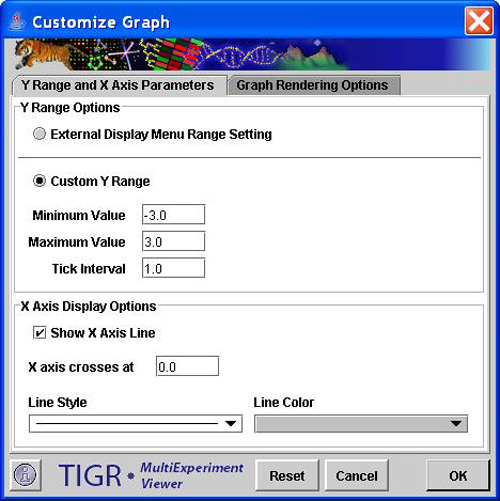 Customize Graph
Y Range and X Axis Parameters
Graph Rendering Options
Y Range Options
External Display Menu Range Setting
Custom Y Range
Minimum Value -3.0
Maximum Value 3.0
Tick Interval 1.0
X Axis Display Options
Show X Axis Line
X axis crosses at 0.0
Line Style
Line Color
TIGR • MultiExperiment
Viewer
Reset
Cancel
OK